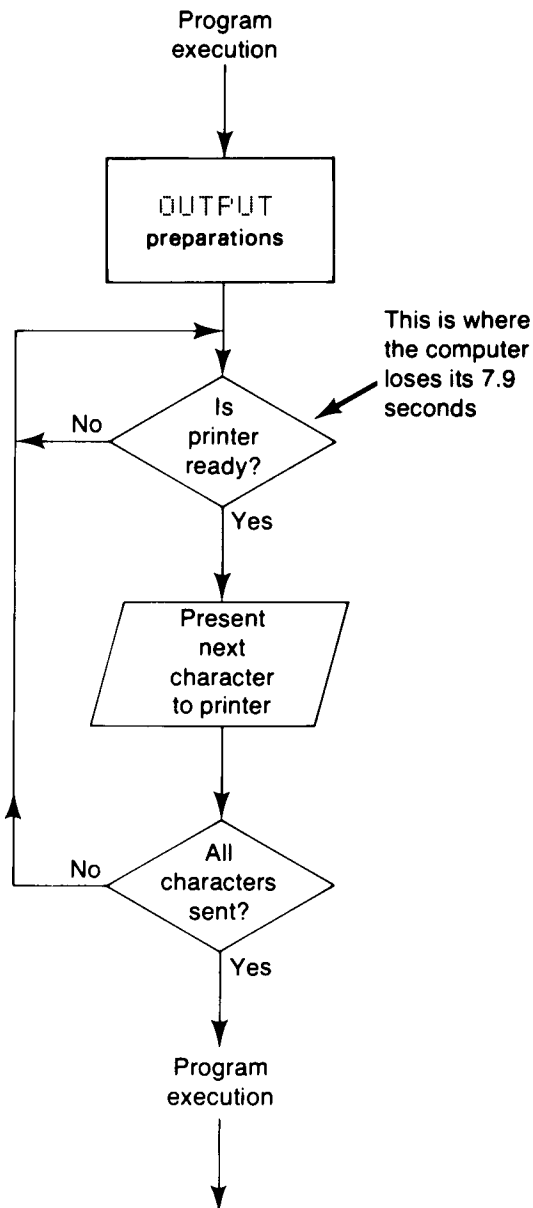 Program
execution
OUTPUT
preparations
This is where
the computer
loses its 7.9
seconds
Is
printer
ready?
No
Yes
Present
next
character
to printer
All
characters
sent?
No
Yes
Program
execution